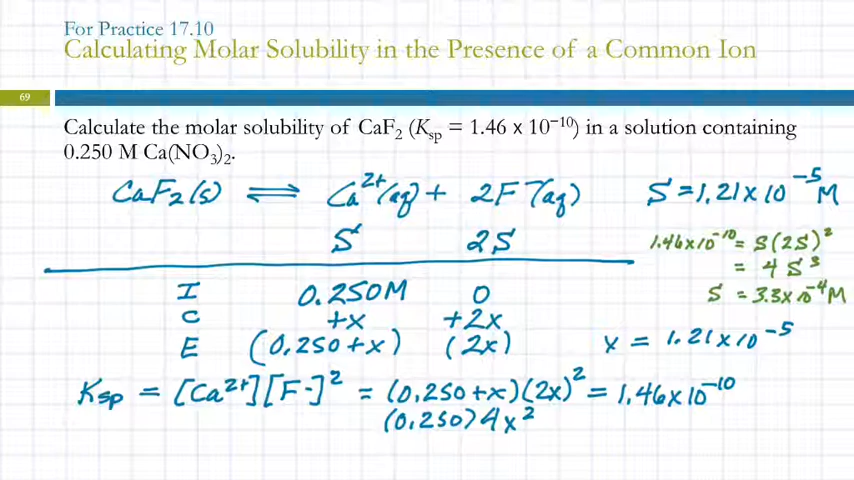 For Practice 17.10
Calculating Molar Solubility in the Presence of a Common Ion
69
Calculate the molar solubility of CaF₂ (Kₛₚ = 1.46 x 10⁻¹⁰) in a solution containing
0.250 M Ca(NO₃)₂.
CaF₂(s) ⇌ Ca²⁺(aq) + 2F⁻(aq)
S = 1.21 x 10⁻⁵ M
S 2S
1.46x10⁻¹⁰ = S(2S)²
= 4S³
S = 3.3x10⁻⁴ M
I 0.250M 0
C +x +2x
E (0.250+x) (2x)
x = 1.21x10⁻⁵
Ksp = [Ca²⁺][F⁻]² = (0.250+x)(2x)² = 1.46x10⁻¹⁰
(0.250)4x²